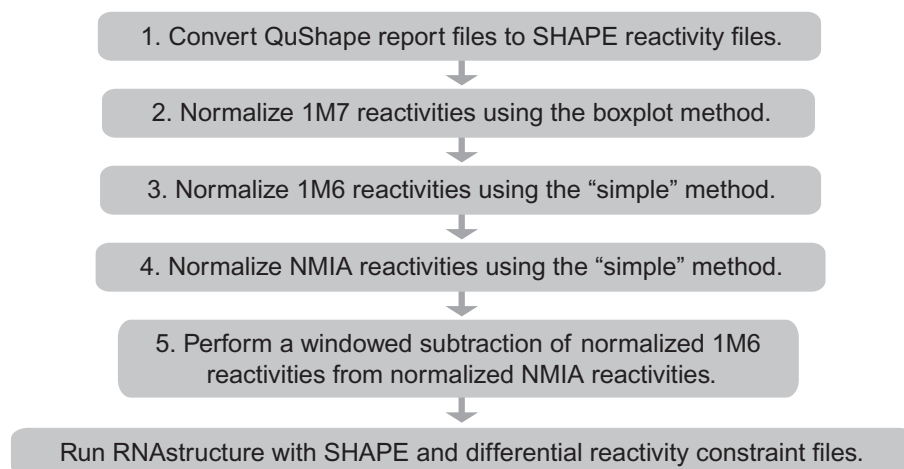 1. Convert QuShape report files to SHAPE reactivity files.
2. Normalize 1M7 reactivities using the boxplot method.
3. Normalize 1M6 reactivities using the “simple” method.
4. Normalize NMIA reactivities using the “simple” method.
5. Perform a windowed subtraction of normalized 1M6
reactivities from normalized NMIA reactivities.
Run RNAstructure with SHAPE and differential reactivity constraint files.